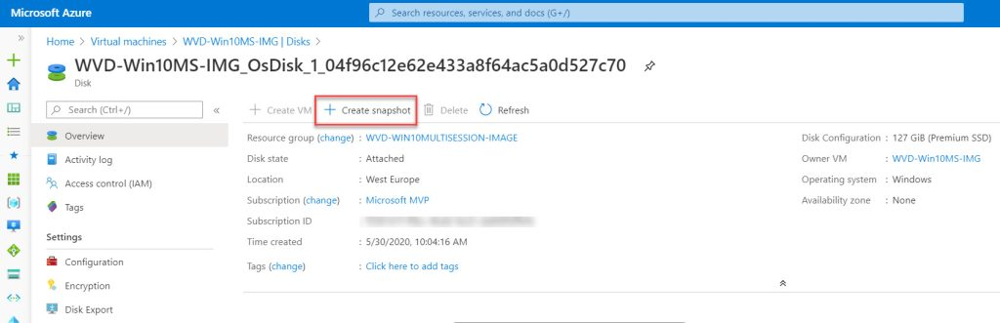 Microsoft Azure
Search resources, services, and docs (G+/)
Home > Virtual machines > WVD-Win10MS-IMG | Disks >
WVD-Win10MS-IMG_OsDisk_1_04f96c12e62e433a8f64ac5a0d527c70
Disk
Search (Ctrl+/)
Overview
Activity log
Access control (IAM)
Tags
Settings
Configuration
Encryption
Disk Export
Create VM
Create snapshot
Delete
Refresh
Resource group (change) : WVD-WIN10MULTISESSION-IMAGE
Disk state : Attached
Location : West Europe
Subscription (change) : Microsoft MVP
Subscription ID :
Time created : 5/30/2020, 10:04:16 AM
Tags (change) : Click here to add tags
Disk Configuration : 127 GiB (Premium SSD)
Owner VM : WVD-Win10MS-IMG
Operating system : Windows
Availability zone : None